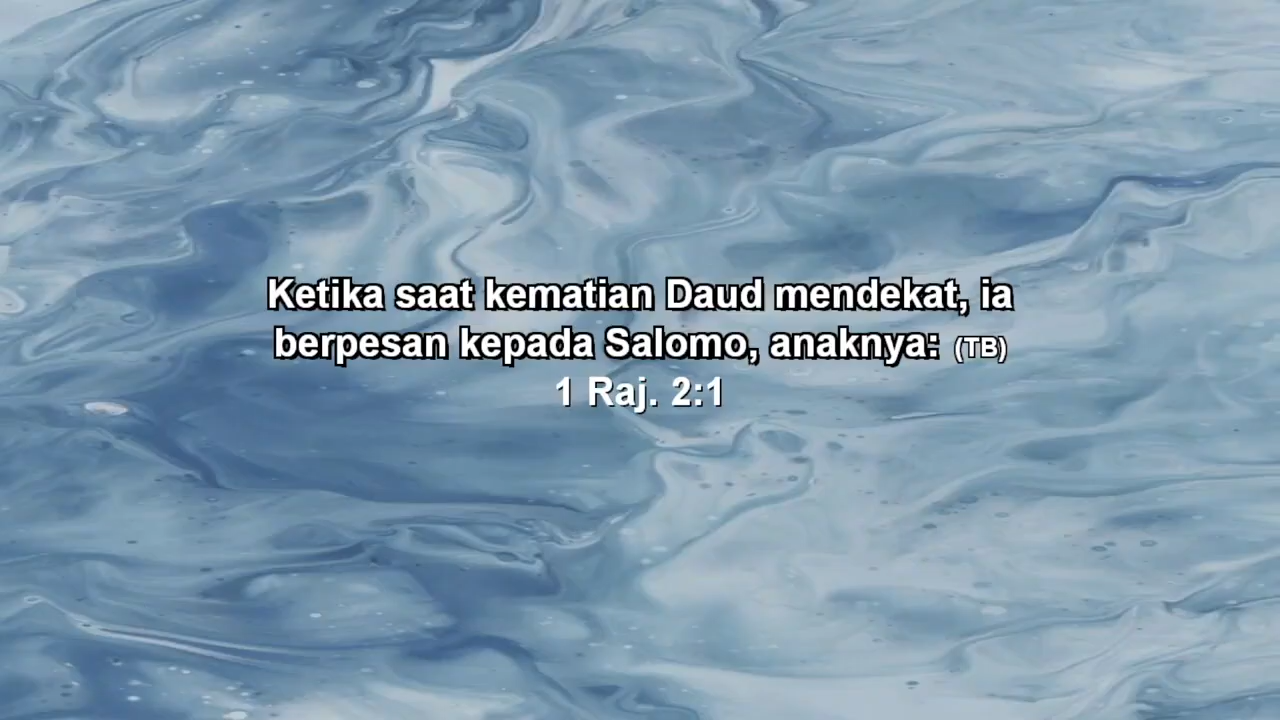 Ketika saat kematian Daud mendekat, ia
berpesan kepada Salomo, anaknya: (TB)
1 Raj. 2:1